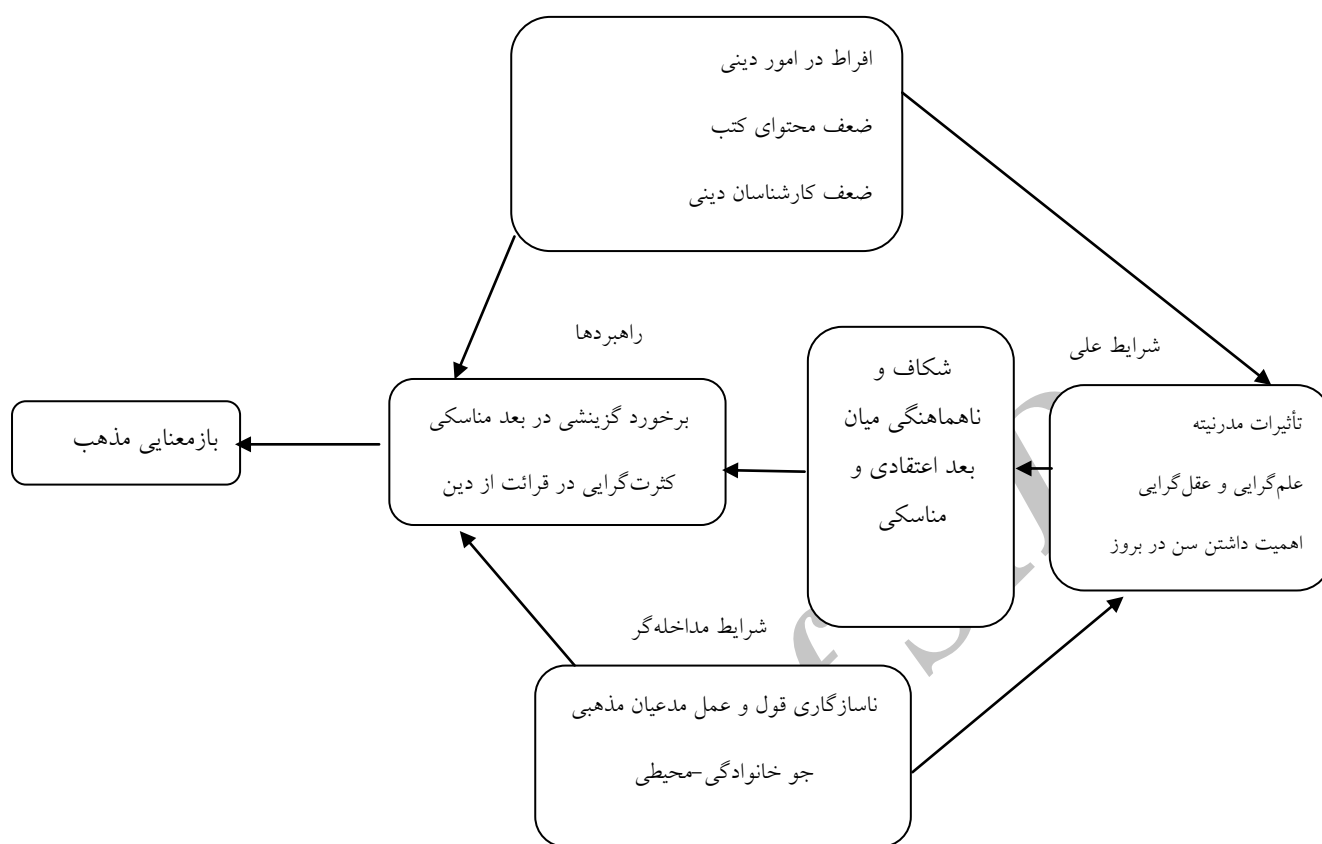 افراط در امور دینی
ضعف محتوای کتب
ضعف کارشناسان دینی
شرایط علی
تأثیرات مدرنیته
علم‌گرایی و عقل‌گرایی
اهمیت داشتن سن در بروز
شکاف و
ناهماهنگی میان
بعد اعتقادی و
مناسکی
راهبردها
برخورد گزینشی در بعد مناسکی
کثرت‌گرایی در قرائت از دین
بازمعنایی مذهب
شرایط مداخله‌گر
ناسازگاری قول و عمل مدعیان مذهبی
جو خانوادگی-محیطی